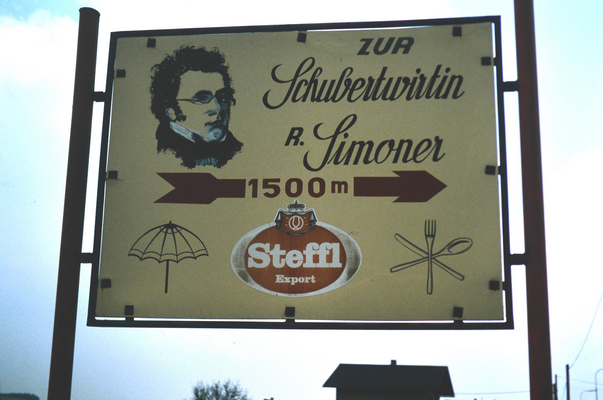 ZUR
Schubertwirtin
R. Simoner
1500m
Steffl
Export